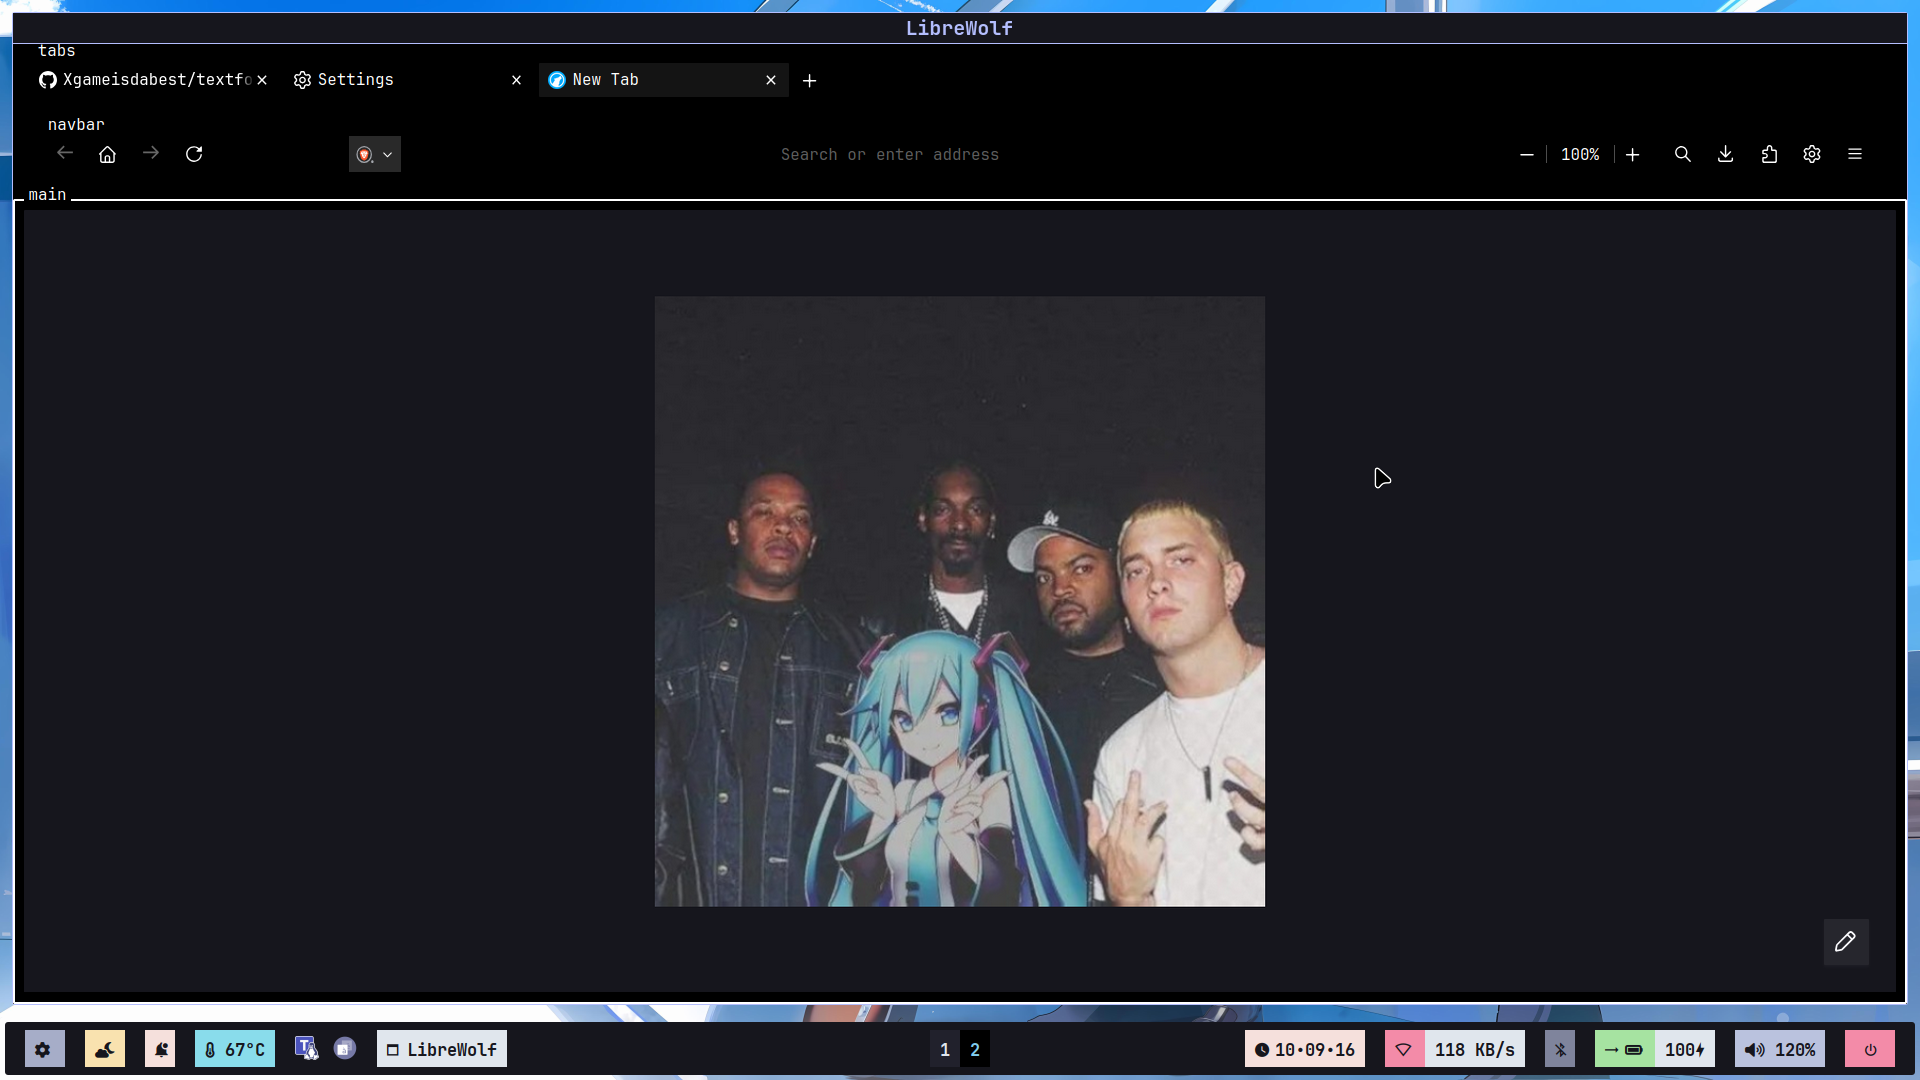 LibreWolf
tabs
Xgameisdabest/textfo
Settings
New Tab
navbar
Search or enter address
100%
main
67°C
LibreWolf
1 2
10·09·16
118 KB/s
100
120%